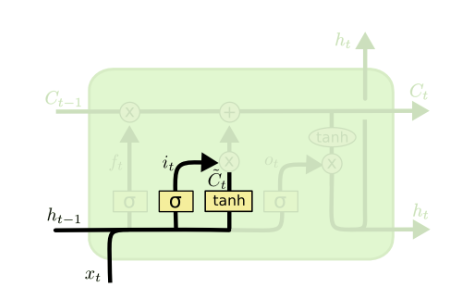 h_t
C_{t-1} C_t
x +
tanh
f_t i_t x o_t x
C̃_t
σ σ tanh σ
h_{t-1} h_t
x_t